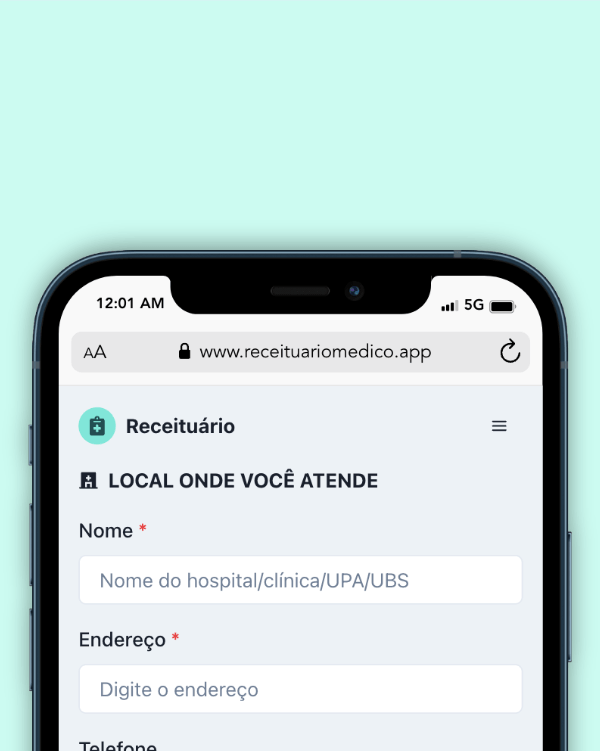 12:01 AM 5G
AA www.receituariomedico.app
Receituário
LOCAL ONDE VOCÊ ATENDE
Nome *
Nome do hospital/clínica/UPA/UBS
Endereço *
Digite o endereço
Telefone